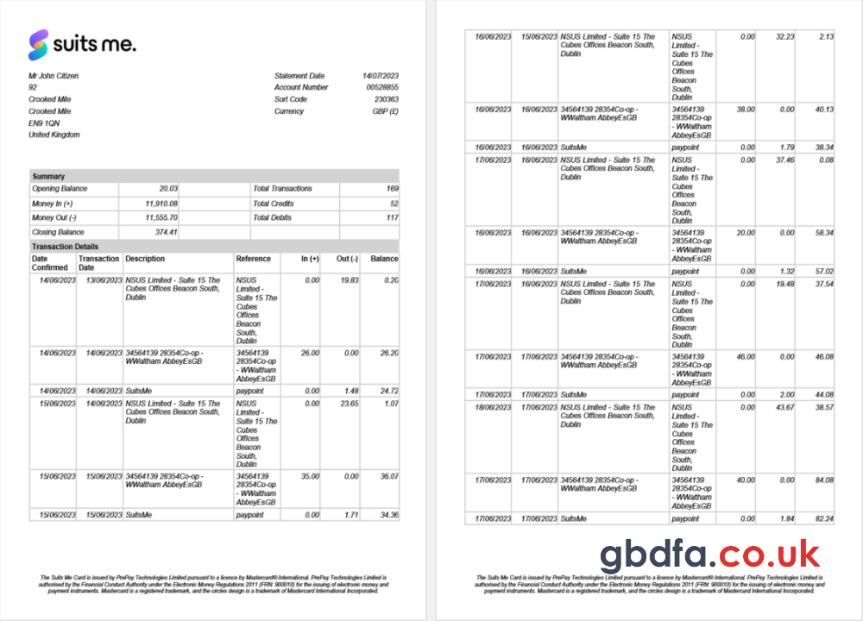 suits me.
Mr John Citizen
92
Crooked Mile
Crooked Mile
EN9 1QN
United Kingdom
Statement Date 14/07/2023
Account Number 00528855
Sort Code 230363
Currency GBP (£)
Summary
Opening Balance 20.03 Total Transactions 169
Money In (+) 11,910.08 Total Credits 52
Money Out (-) 11,555.70 Total Debits 117
Closing Balance 374.41
Transaction Details
Date Transaction Description Reference In (+) Out (-) Balance
Confirmed Date
14/06/2023 13/06/2023 NSUS Limited - Suite 15 The NSUS 0.00 19.83 0.20
Cubes Offices Beacon South, Limited -
Dublin Suite 15 The
Cubes
Offices
Beacon
South,
Dublin
14/06/2023 14/06/2023 34564139 28354Co-op - 34564139 26.00 0.00 26.20
WWaltham AbbeyEsGB 28354Co-op
- WWaltham
AbbeyEsGB
14/06/2023 14/06/2023 SuitsMe paypoint 0.00 1.48 24.72
15/06/2023 14/06/2023 NSUS Limited - Suite 15 The NSUS 0.00 23.65 1.07
Cubes Offices Beacon South, Limited -
Dublin Suite 15 The
Cubes
Offices
Beacon
South,
Dublin
15/06/2023 15/06/2023 34564139 28354Co-op - 34564139 35.00 0.00 36.07
WWaltham AbbeyEsGB 28354Co-op
- WWaltham
AbbeyEsGB
15/06/2023 15/06/2023 SuitsMe paypoint 0.00 1.71 34.36
The Suits Me Card is issued by PrePay Technologies Limited pursuant to a licence by Mastercard® International. PrePay Technologies Limited is
authorised by the Financial Conduct Authority under the Electronic Money Regulations 2011 (FRN: 900010) for the issuing of electronic money and
payment instruments. Mastercard is a registered trademark, and the circles design is a trademark of Mastercard International Incorporated.
16/06/2023 15/06/2023 NSUS Limited - Suite 15 The NSUS 0.00 32.23 2.13
Cubes Offices Beacon South, Limited -
Dublin Suite 15 The
Cubes
Offices
Beacon
South,
Dublin
16/06/2023 16/06/2023 34564139 28354Co-op - 34564139 38.00 0.00 40.13
WWaltham AbbeyEsGB 28354Co-op
- WWaltham
AbbeyEsGB
16/06/2023 16/06/2023 SuitsMe paypoint 0.00 1.79 38.34
17/06/2023 16/06/2023 NSUS Limited - Suite 15 The NSUS 0.00 37.46 0.08
Cubes Offices Beacon South, Limited -
Dublin Suite 15 The
Cubes
Offices
Beacon
South,
Dublin
16/06/2023 16/06/2023 34564139 28354Co-op - 34564139 20.00 0.00 58.34
WWaltham AbbeyEsGB 28354Co-op
- WWaltham
AbbeyEsGB
16/06/2023 16/06/2023 SuitsMe paypoint 0.00 1.32 57.02
17/06/2023 16/06/2023 NSUS Limited - Suite 15 The NSUS 0.00 19.48 37.54
Cubes Offices Beacon South, Limited -
Dublin Suite 15 The
Cubes
Offices
Beacon
South,
Dublin
17/06/2023 17/06/2023 34564139 28354Co-op - 34564139 46.00 0.00 46.08
WWaltham AbbeyEsGB 28354Co-op
- WWaltham
AbbeyEsGB
17/06/2023 17/06/2023 SuitsMe paypoint 0.00 2.00 44.08
18/06/2023 17/06/2023 NSUS Limited - Suite 15 The NSUS 0.00 43.67 38.57
Cubes Offices Beacon South, Limited -
Dublin Suite 15 The
Cubes
Offices
Beacon
South,
Dublin
17/06/2023 17/06/2023 34564139 28354Co-op - 34564139 40.00 0.00 84.08
WWaltham AbbeyEsGB 28354Co-op
- WWaltham
AbbeyEsGB
17/06/2023 17/06/2023 SuitsMe paypoint 0.00 1.84 82.24
gbdfa.co.uk
The Suits Me Card is issued by PrePay Technologies Limited pursuant to a licence by Mastercard® International. PrePay Technologies Limited is
authorised by the Financial Conduct Authority under the Electronic Money Regulations 2011 (FRN: 900010) for the issuing of electronic money and
payment instruments. Mastercard is a registered trademark, and the circles design is a trademark of Mastercard International Incorporated.